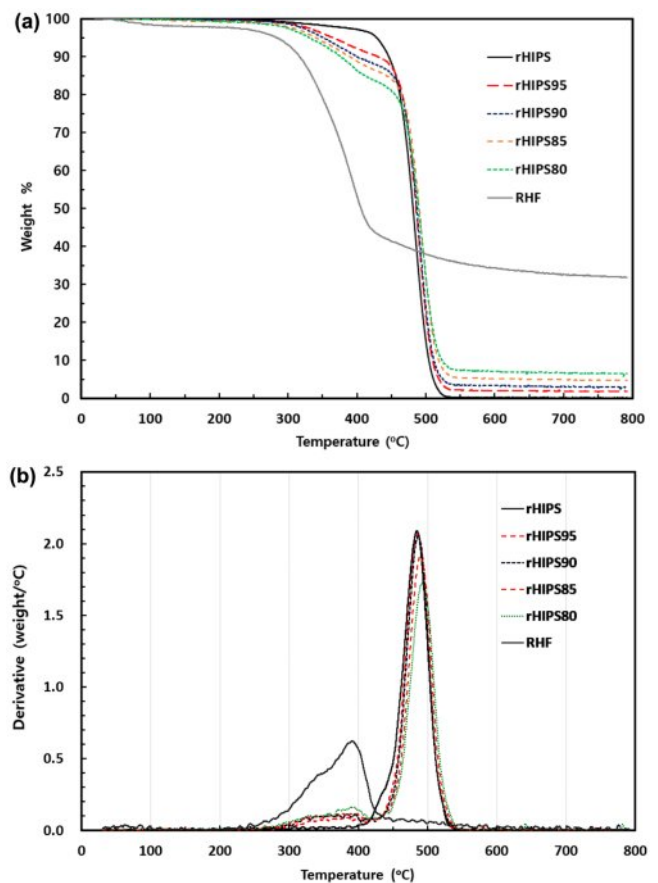 (a)
100
90
80
70
60
50
40
30
20
10
0
Weight %
rHIPS
rHIPS95
rHIPS90
rHIPS85
rHIPS80
RHF
0 100 200 300 400 500 600 700 800
Temperature (°C)
(b)
2.5
2.0
1.5
1.0
0.5
0.0
Derivative (weight/°C)
rHIPS
rHIPS95
rHIPS90
rHIPS85
rHIPS80
RHF
0 100 200 300 400 500 600 700 800
Temperature (°C)